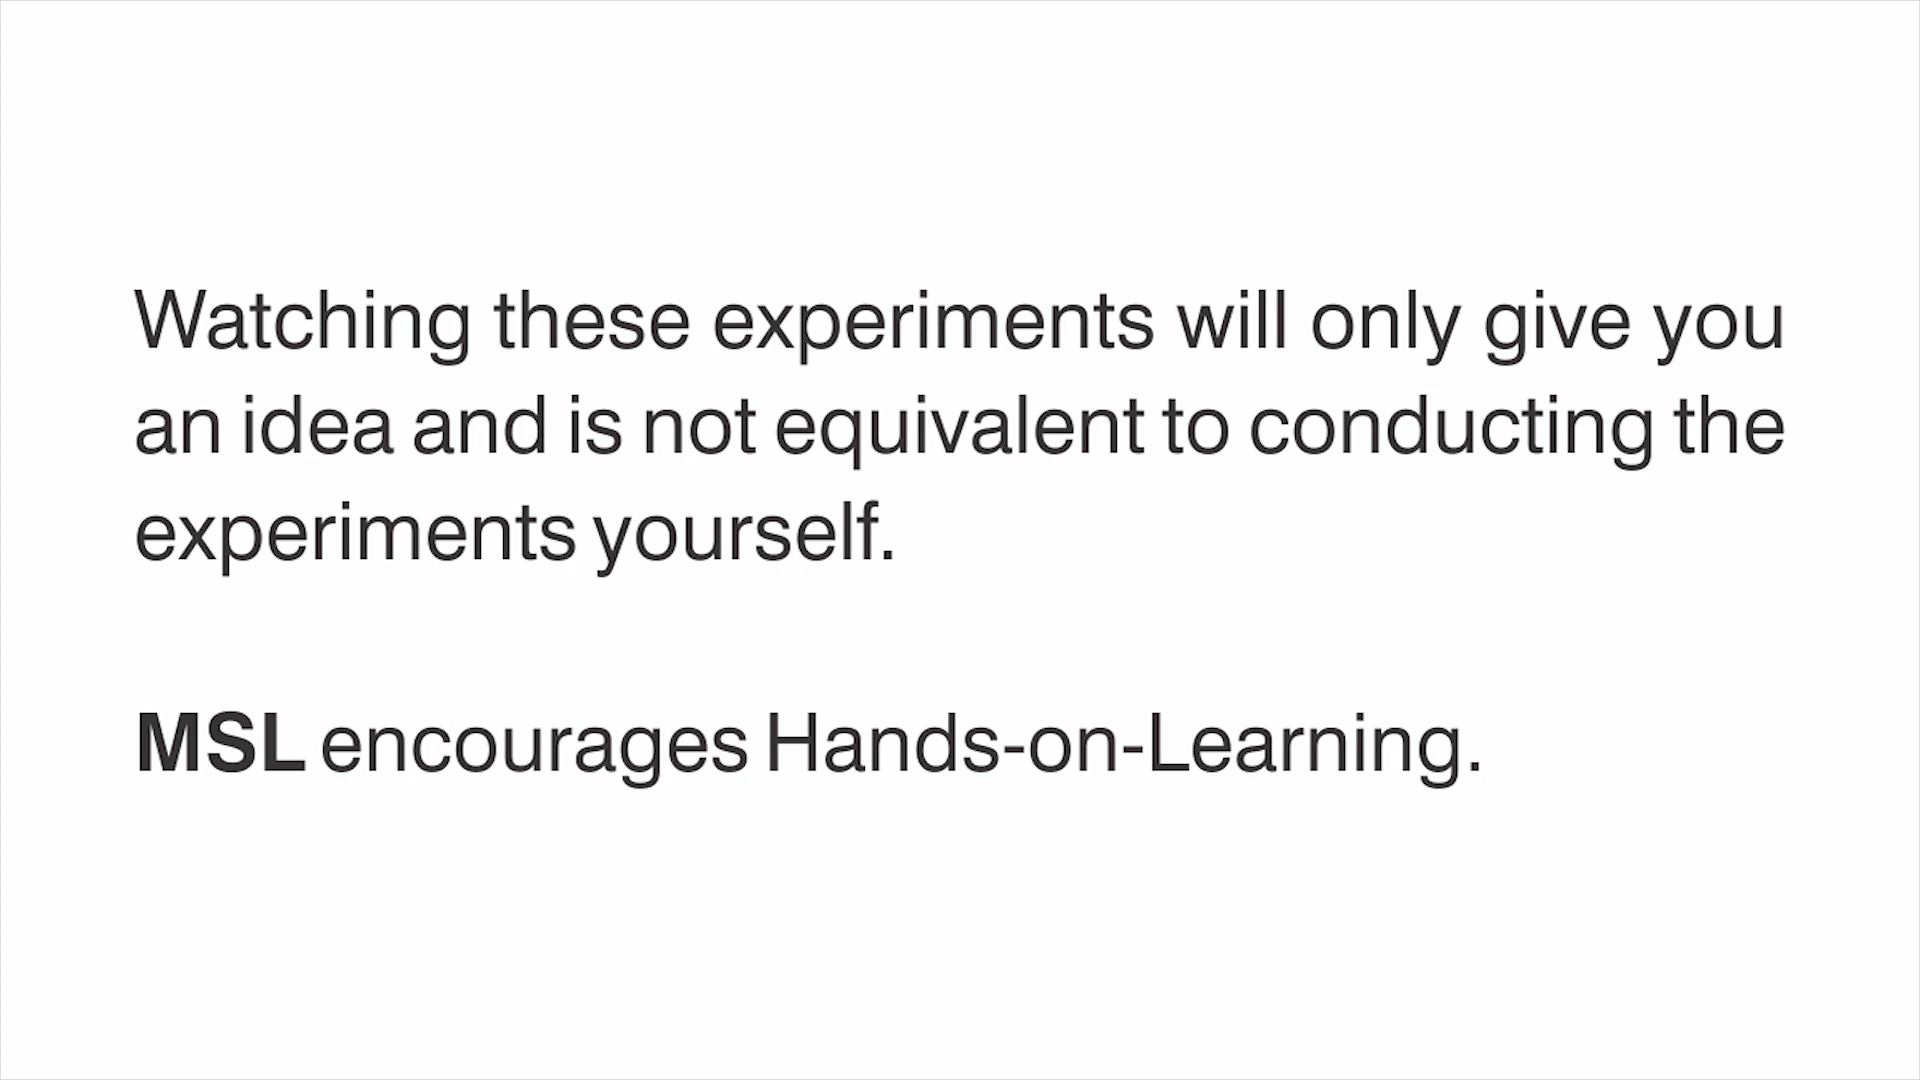 Watching these experiments will only give you
an idea and is not equivalent to conducting the
experiments yourself.
MSL encourages Hands-on-Learning.